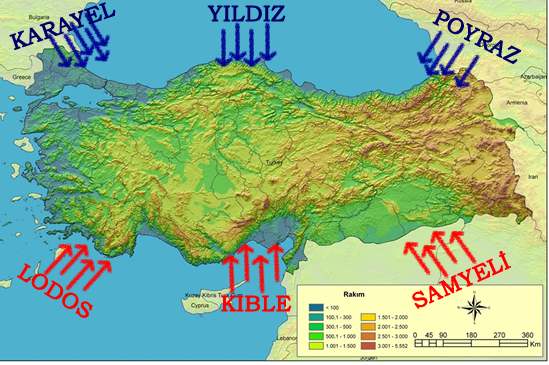 KARAYEL
YILDIZ
POYRAZ
Bulgaria
Greece
Azerbaijan
Armenia
Turkey
Iran
LODOS
KIBLE
SAMYELİ
Cyprus
Rakım
< 100
100,1 - 300
300,1 - 500
500,1 - 1.000
1.001 - 1.500
1.501 - 2.000
2.001 - 2.500
2.501 - 3.000
3.001 - 5.552
0 45 90 180 270 360
Km